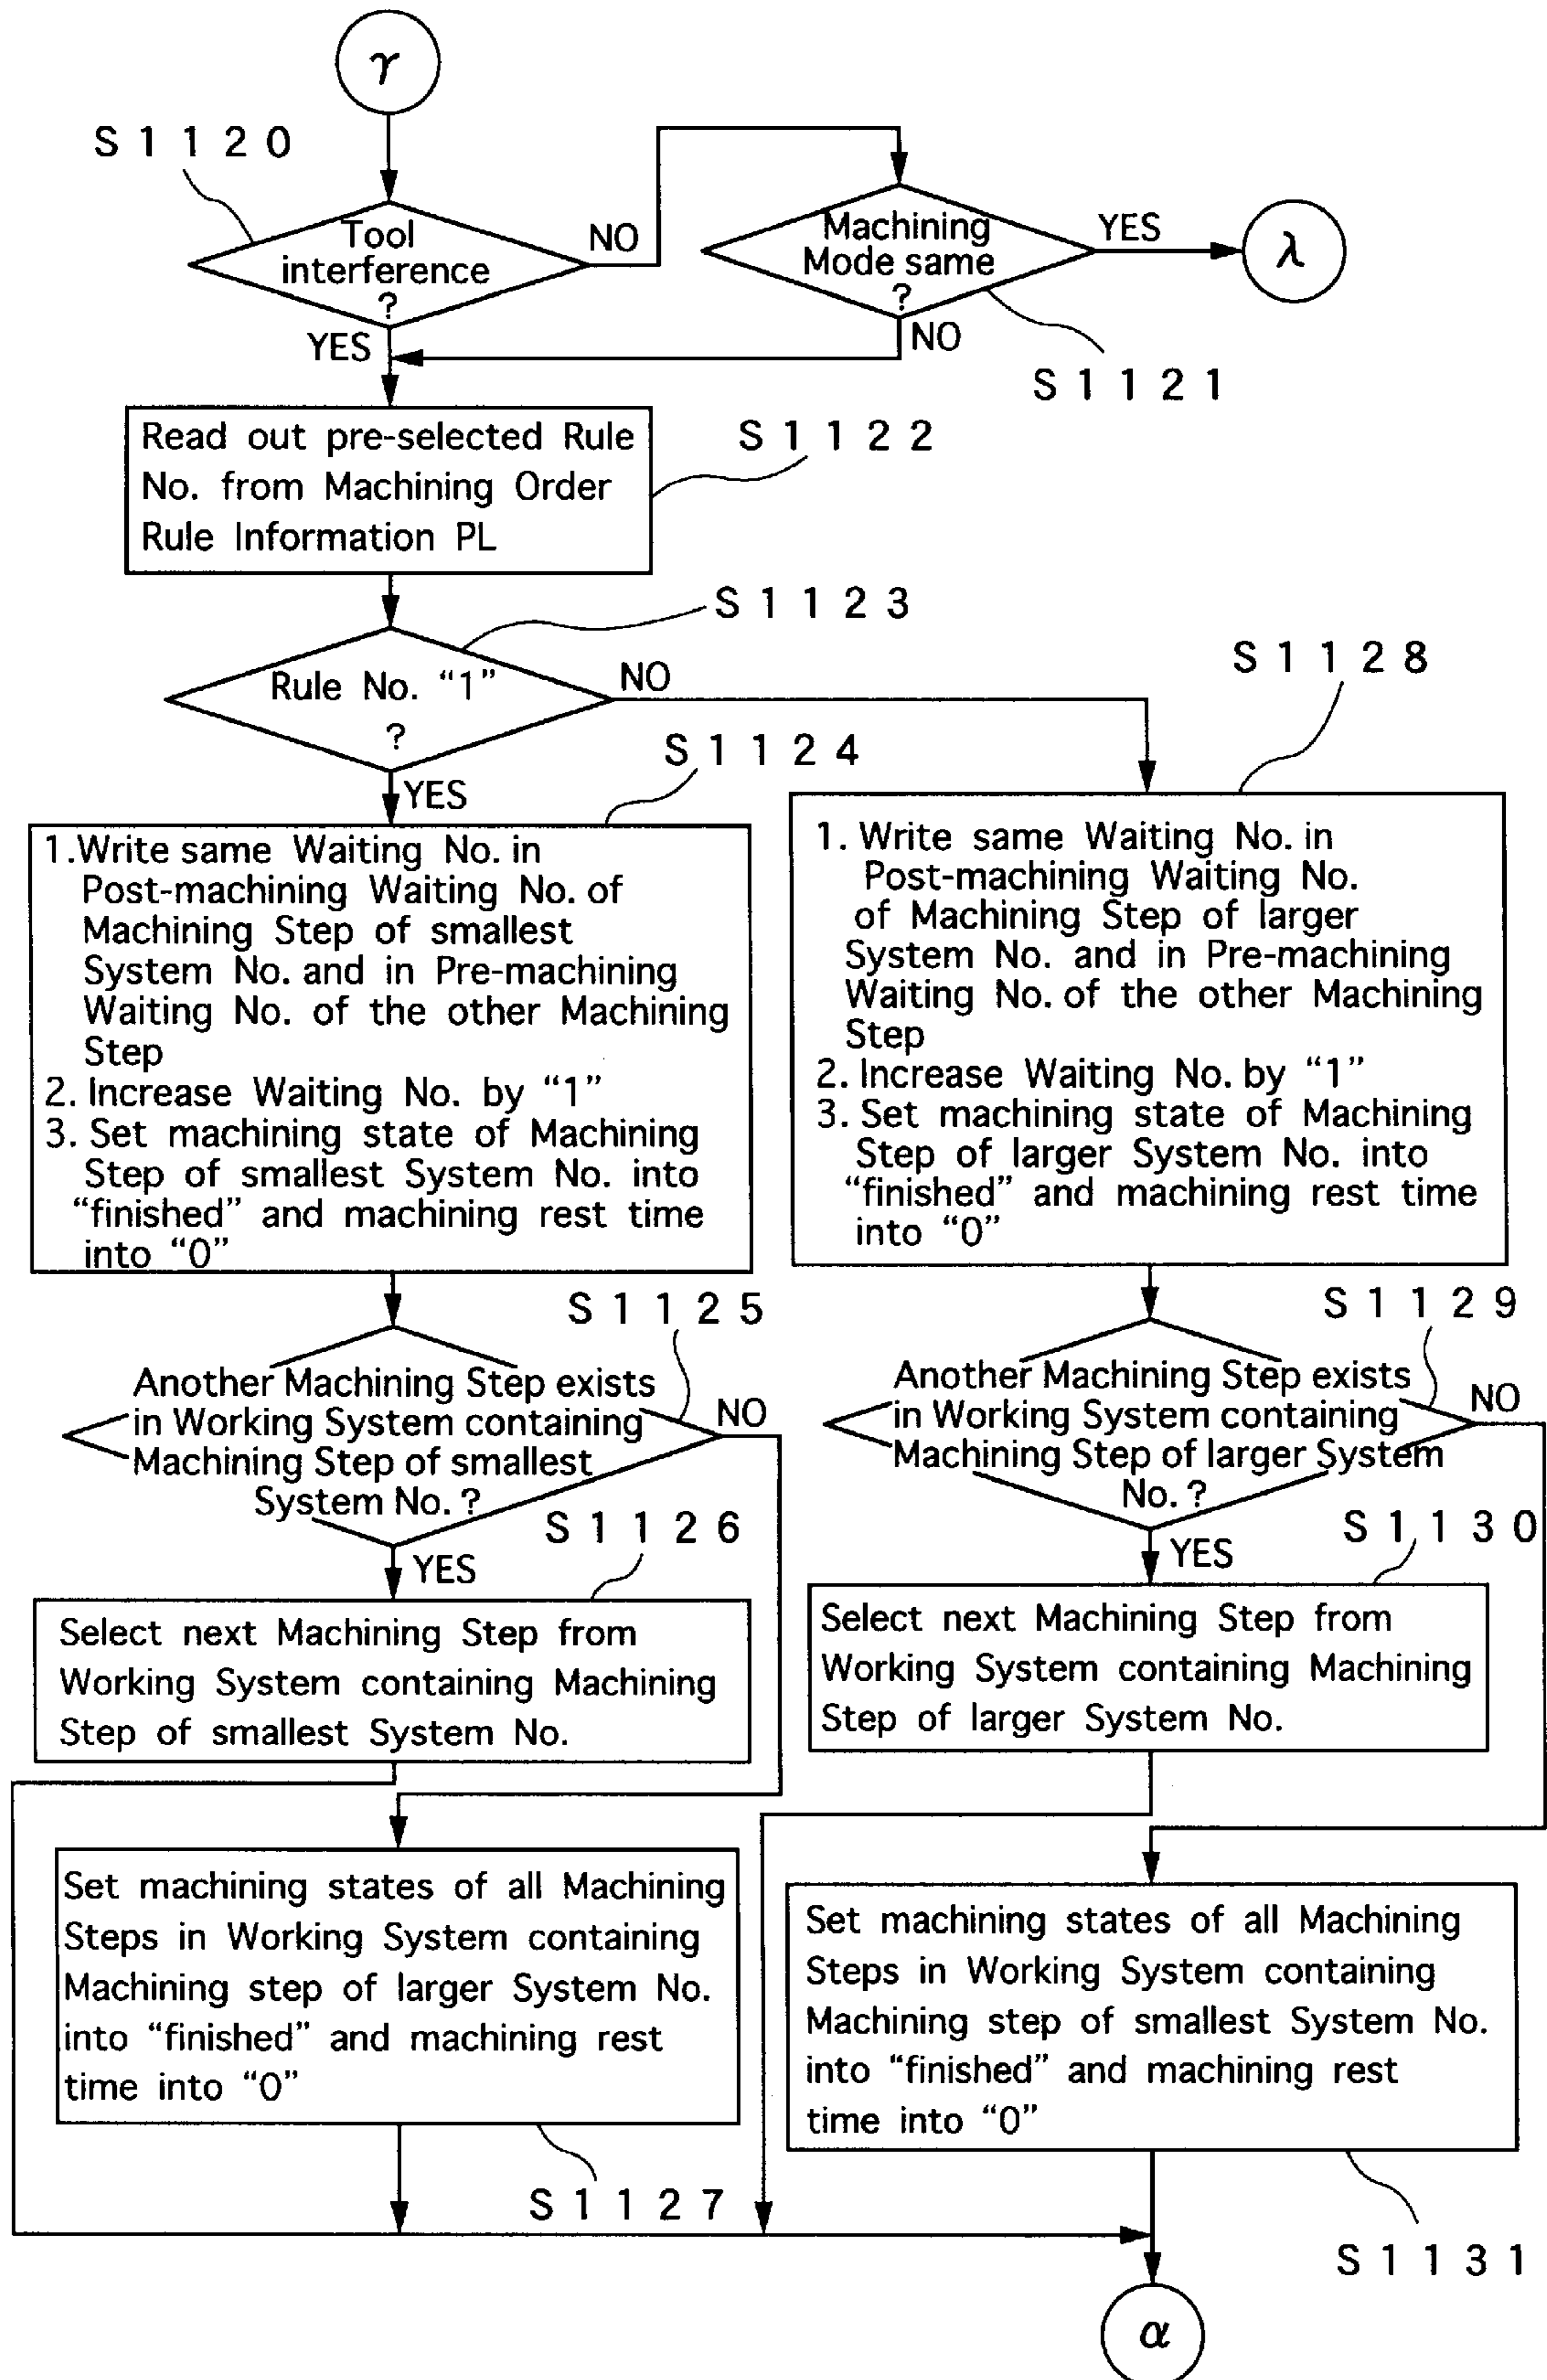 γ
S1120
Tool
interference
?
NO
YES
Machining
Mode same
?
YES
λ
NO
S1121
Read out pre-selected Rule
No. from Machining Order
Rule Information PL
S1122
S1123
Rule No. “1”
?
NO
YES
S1124
1.Write same Waiting No. in
Post-machining Waiting No. of
Machining Step of smallest
System No. and in Pre-machining
Waiting No. of the other Machining
Step
2. Increase Waiting No. by “1”
3. Set machining state of Machining
Step of smallest System No. into
“finished” and machining rest time
into “0”
S1128
1. Write same Waiting No. in
Post-machining Waiting No.
of Machining Step of larger
System No. and in Pre-machining
Waiting No. of the other Machining
Step
2. Increase Waiting No. by “1”
3. Set machining state of Machining
Step of larger System No. into
“finished” and machining rest time
into “0”
S1125
Another Machining Step exists
in Working System containing
Machining Step of smallest
System No. ?
NO
YES
S1129
Another Machining Step exists
in Working System containing
Machining Step of larger System
No. ?
NO
YES
S1126
Select next Machining Step from
Working System containing Machining
Step of smallest System No.
S1130
Select next Machining Step from
Working System containing Machining
Step of larger System No.
Set machining states of all Machining
Steps in Working System containing
Machining step of larger System No.
into “finished” and machining rest
time into “0”
S1127
Set machining states of all Machining
Steps in Working System containing
Machining step of smallest System No.
into “finished” and machining rest
time into “0”
S1131
α